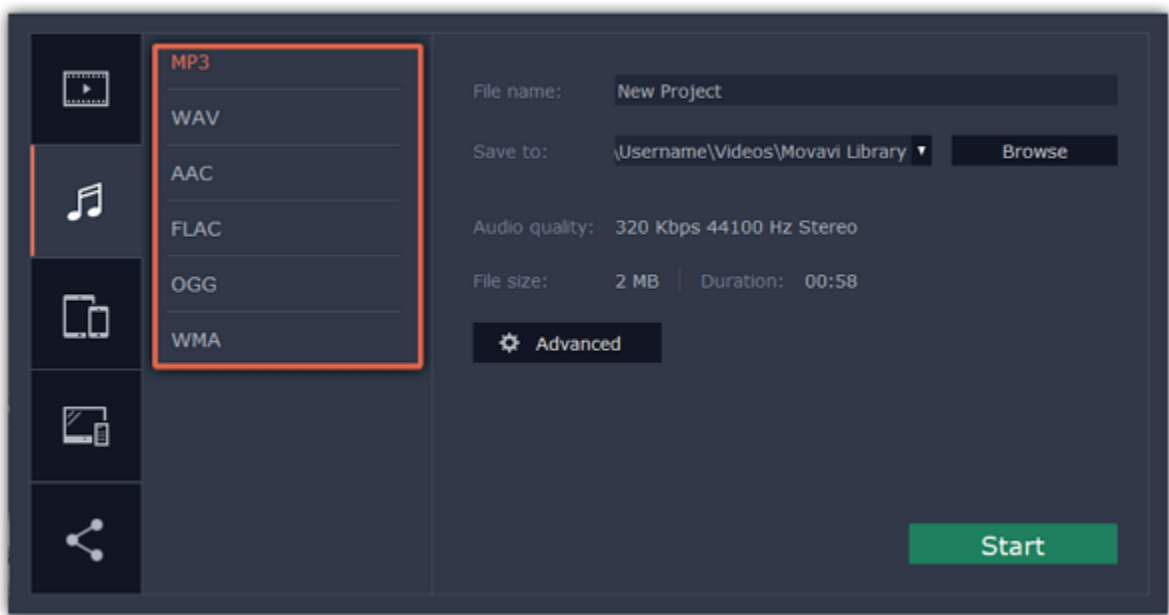 MP3
WAV
AAC
FLAC
OGG
WMA
File name: New Project
Save to: \Username\Videos\Movavi Library Browse
Audio quality: 320 Kbps 44100 Hz Stereo
File size: 2 MB Duration: 00:58
Advanced
Start